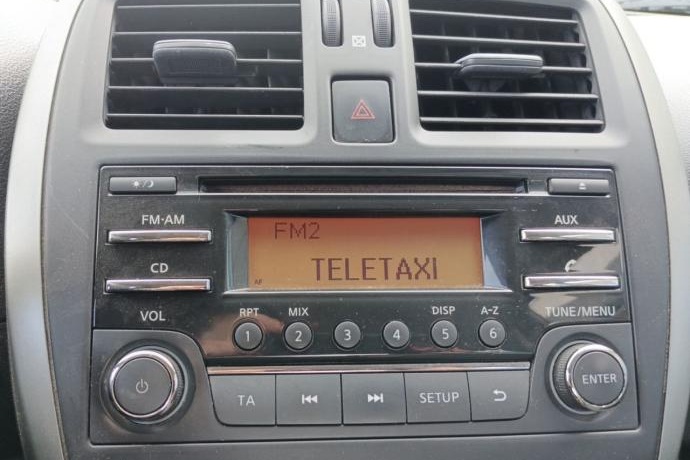 FM·AM
AUX
FM2
CD
AF
TELETAXI
VOL
RPT MIX DISP A-Z
TUNE/MENU
1 2 3 4 5 6
TA
SETUP
ENTER